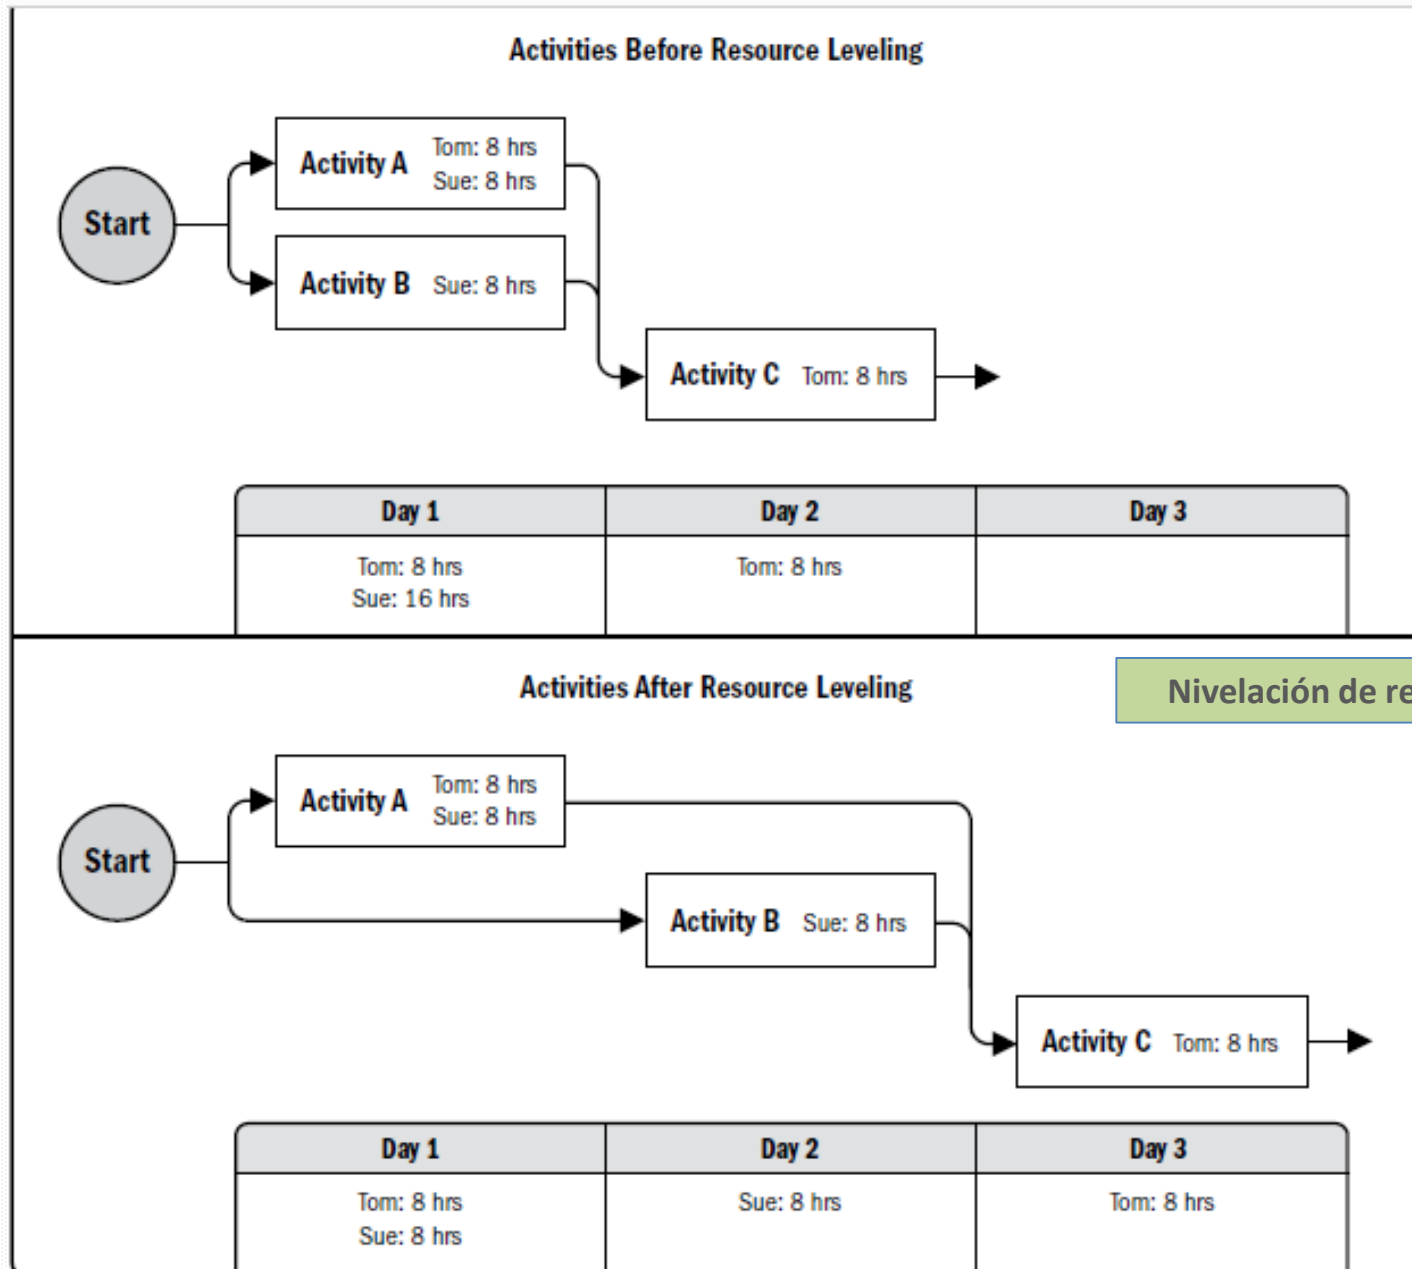 Activities Before Resource Leveling
Start
Activity A
Tom: 8 hrs
Sue: 8 hrs
Activity B Sue: 8 hrs
Activity C Tom: 8 hrs
Day 1 Day 2 Day 3
Tom: 8 hrs Tom: 8 hrs
Sue: 16 hrs
Activities After Resource Leveling
Nivelación de re
Start
Activity A
Tom: 8 hrs
Sue: 8 hrs
Activity B Sue: 8 hrs
Activity C Tom: 8 hrs
Day 1 Day 2 Day 3
Tom: 8 hrs Sue: 8 hrs Tom: 8 hrs
Sue: 8 hrs